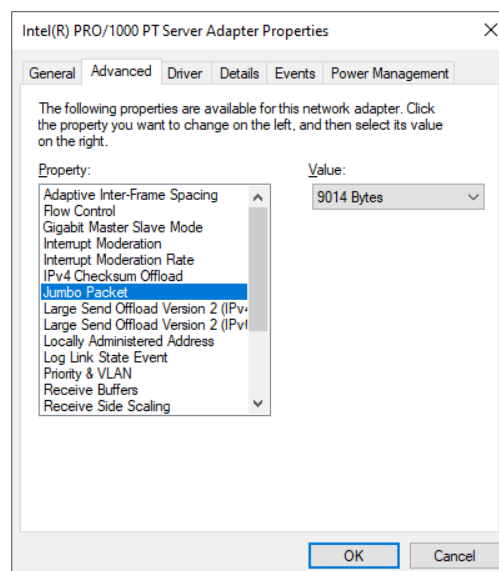 Intel(R) PRO/1000 PT Server Adapter Properties
General Advanced Driver Details Events Power Management
The following properties are available for this network adapter. Click
the property you want to change on the left, and then select its value
on the right.
Property:
Value:
Adaptive Inter-Frame Spacing
Flow Control
Gigabit Master Slave Mode
Interrupt Moderation
Interrupt Moderation Rate
IPv4 Checksum Offload
Jumbo Packet
Large Send Offload Version 2 (IPv4
Large Send Offload Version 2 (IPv6
Locally Administered Address
Log Link State Event
Priority & VLAN
Receive Buffers
Receive Side Scaling
9014 Bytes
OK Cancel